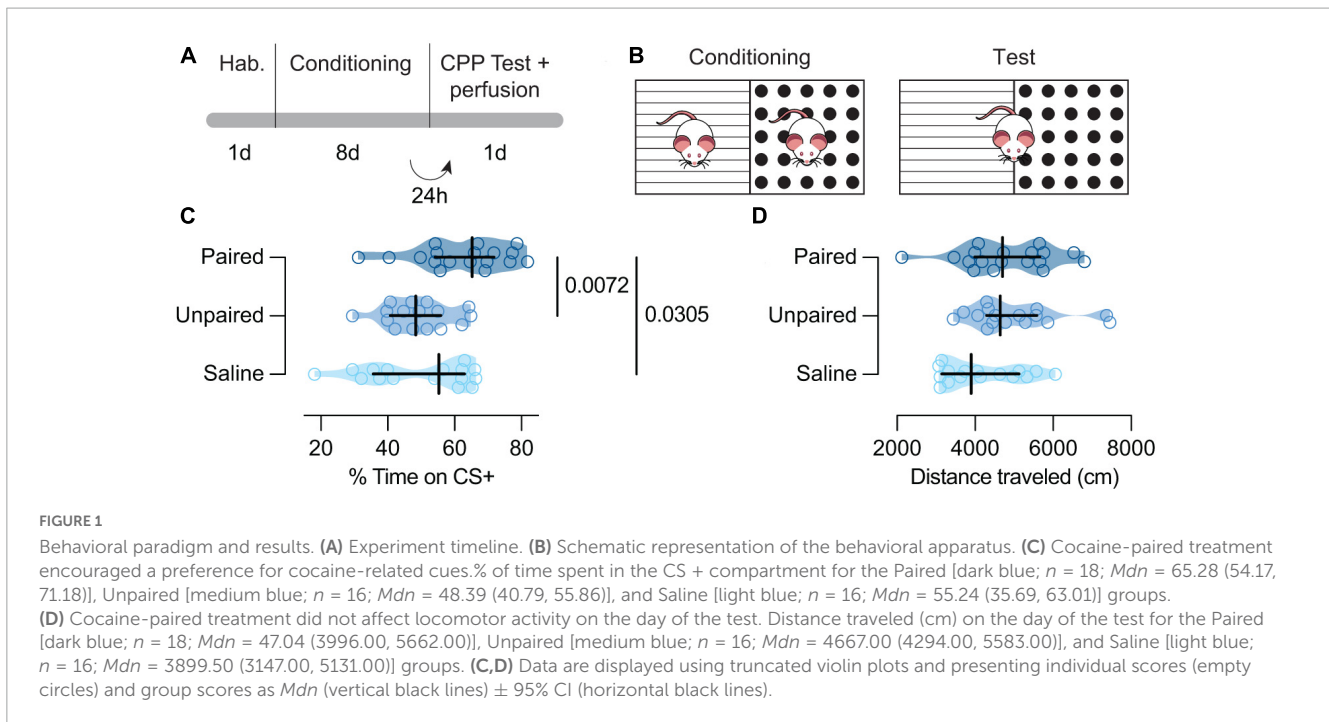 A
Hab.
Conditioning
CPP Test +
perfusion
1d
8d
1d
24h
B
Conditioning
Test
C
Paired
Unpaired
Saline
0.0072
0.0305
20
40
60
80
% Time on CS+
D
Paired
Unpaired
Saline
2000
4000
6000
8000
Distance traveled (cm)
FIGURE 1
Behavioral paradigm and results. (A) Experiment timeline. (B) Schematic representation of the behavioral apparatus. (C) Cocaine-paired treatment
encouraged a preference for cocaine-related cues.% of time spent in the CS + compartment for the Paired [dark blue; n = 18; Mdn = 65.28 (54.17,
71.18)], Unpaired [medium blue; n = 16; Mdn = 48.39 (40.79, 55.86)], and Saline [light blue; n = 16; Mdn = 55.24 (35.69, 63.01)] groups.
(D) Cocaine-paired treatment did not affect locomotor activity on the day of the test. Distance traveled (cm) on the day of the test for the Paired
[dark blue; n = 18; Mdn = 47.04 (3996.00, 5662.00)], Unpaired [medium blue; n = 16; Mdn = 4667.00 (4294.00, 5583.00)], and Saline [light blue;
n = 16; Mdn = 3899.50 (3147.00, 5131.00)] groups. (C,D) Data are displayed using truncated violin plots and presenting individual scores (empty
circles) and group scores as Mdn (vertical black lines) ± 95% CI (horizontal black lines).